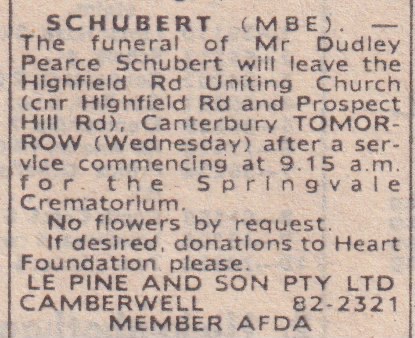 SCHUBERT (MBE). —
The funeral of Mr Dudley
Pearce Schubert will leave the
Highfield Rd Uniting Church
(cnr Highfield Rd and Prospect
Hill Rd), Canterbury TOMOR-
ROW (Wednesday) after a ser-
vice commencing at 9.15 a.m.
for the Springvale
Crematorium.
No flowers by request.
If desired, donations to Heart
Foundation please.
LE PINE AND SON PTY LTD
CAMBERWELL 82-2321
MEMBER AFDA